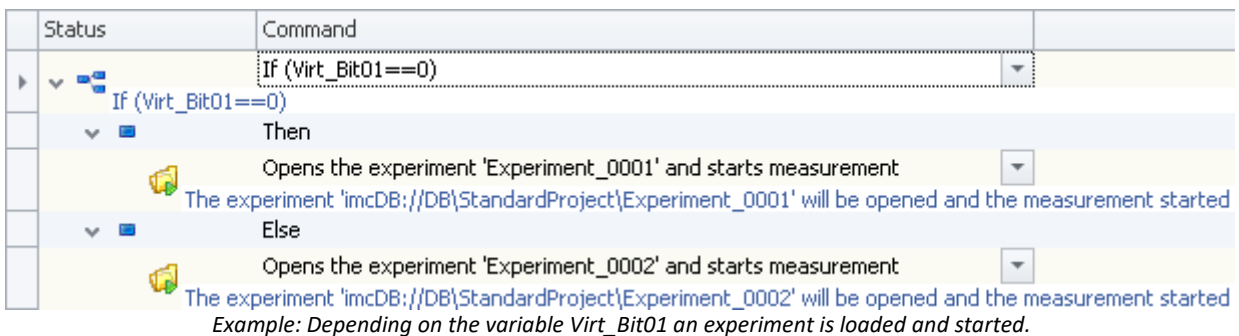 Status Command
If (Virt_Bit01==0)
If (Virt_Bit01==0)
Then
Opens the experiment 'Experiment_0001' and starts measurement
The experiment 'imcDB://DB\StandardProject\Experiment_0001' will be opened and the measurement started
Else
Opens the experiment 'Experiment_0002' and starts measurement
The experiment 'imcDB://DB\StandardProject\Experiment_0002' will be opened and the measurement started
Example: Depending on the variable Virt_Bit01 an experiment is loaded and started.